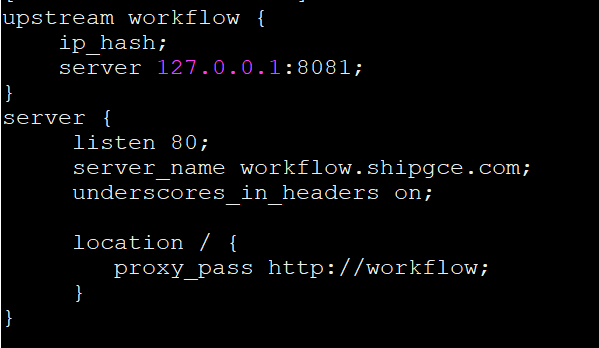 upstream workflow {
    ip_hash;
    server 127.0.0.1:8081;
}
server {
     listen 80;
     server_name workflow.shipgce.com;
     underscores_in_headers on;

     location / {
        proxy_pass http://workflow;
     }
}